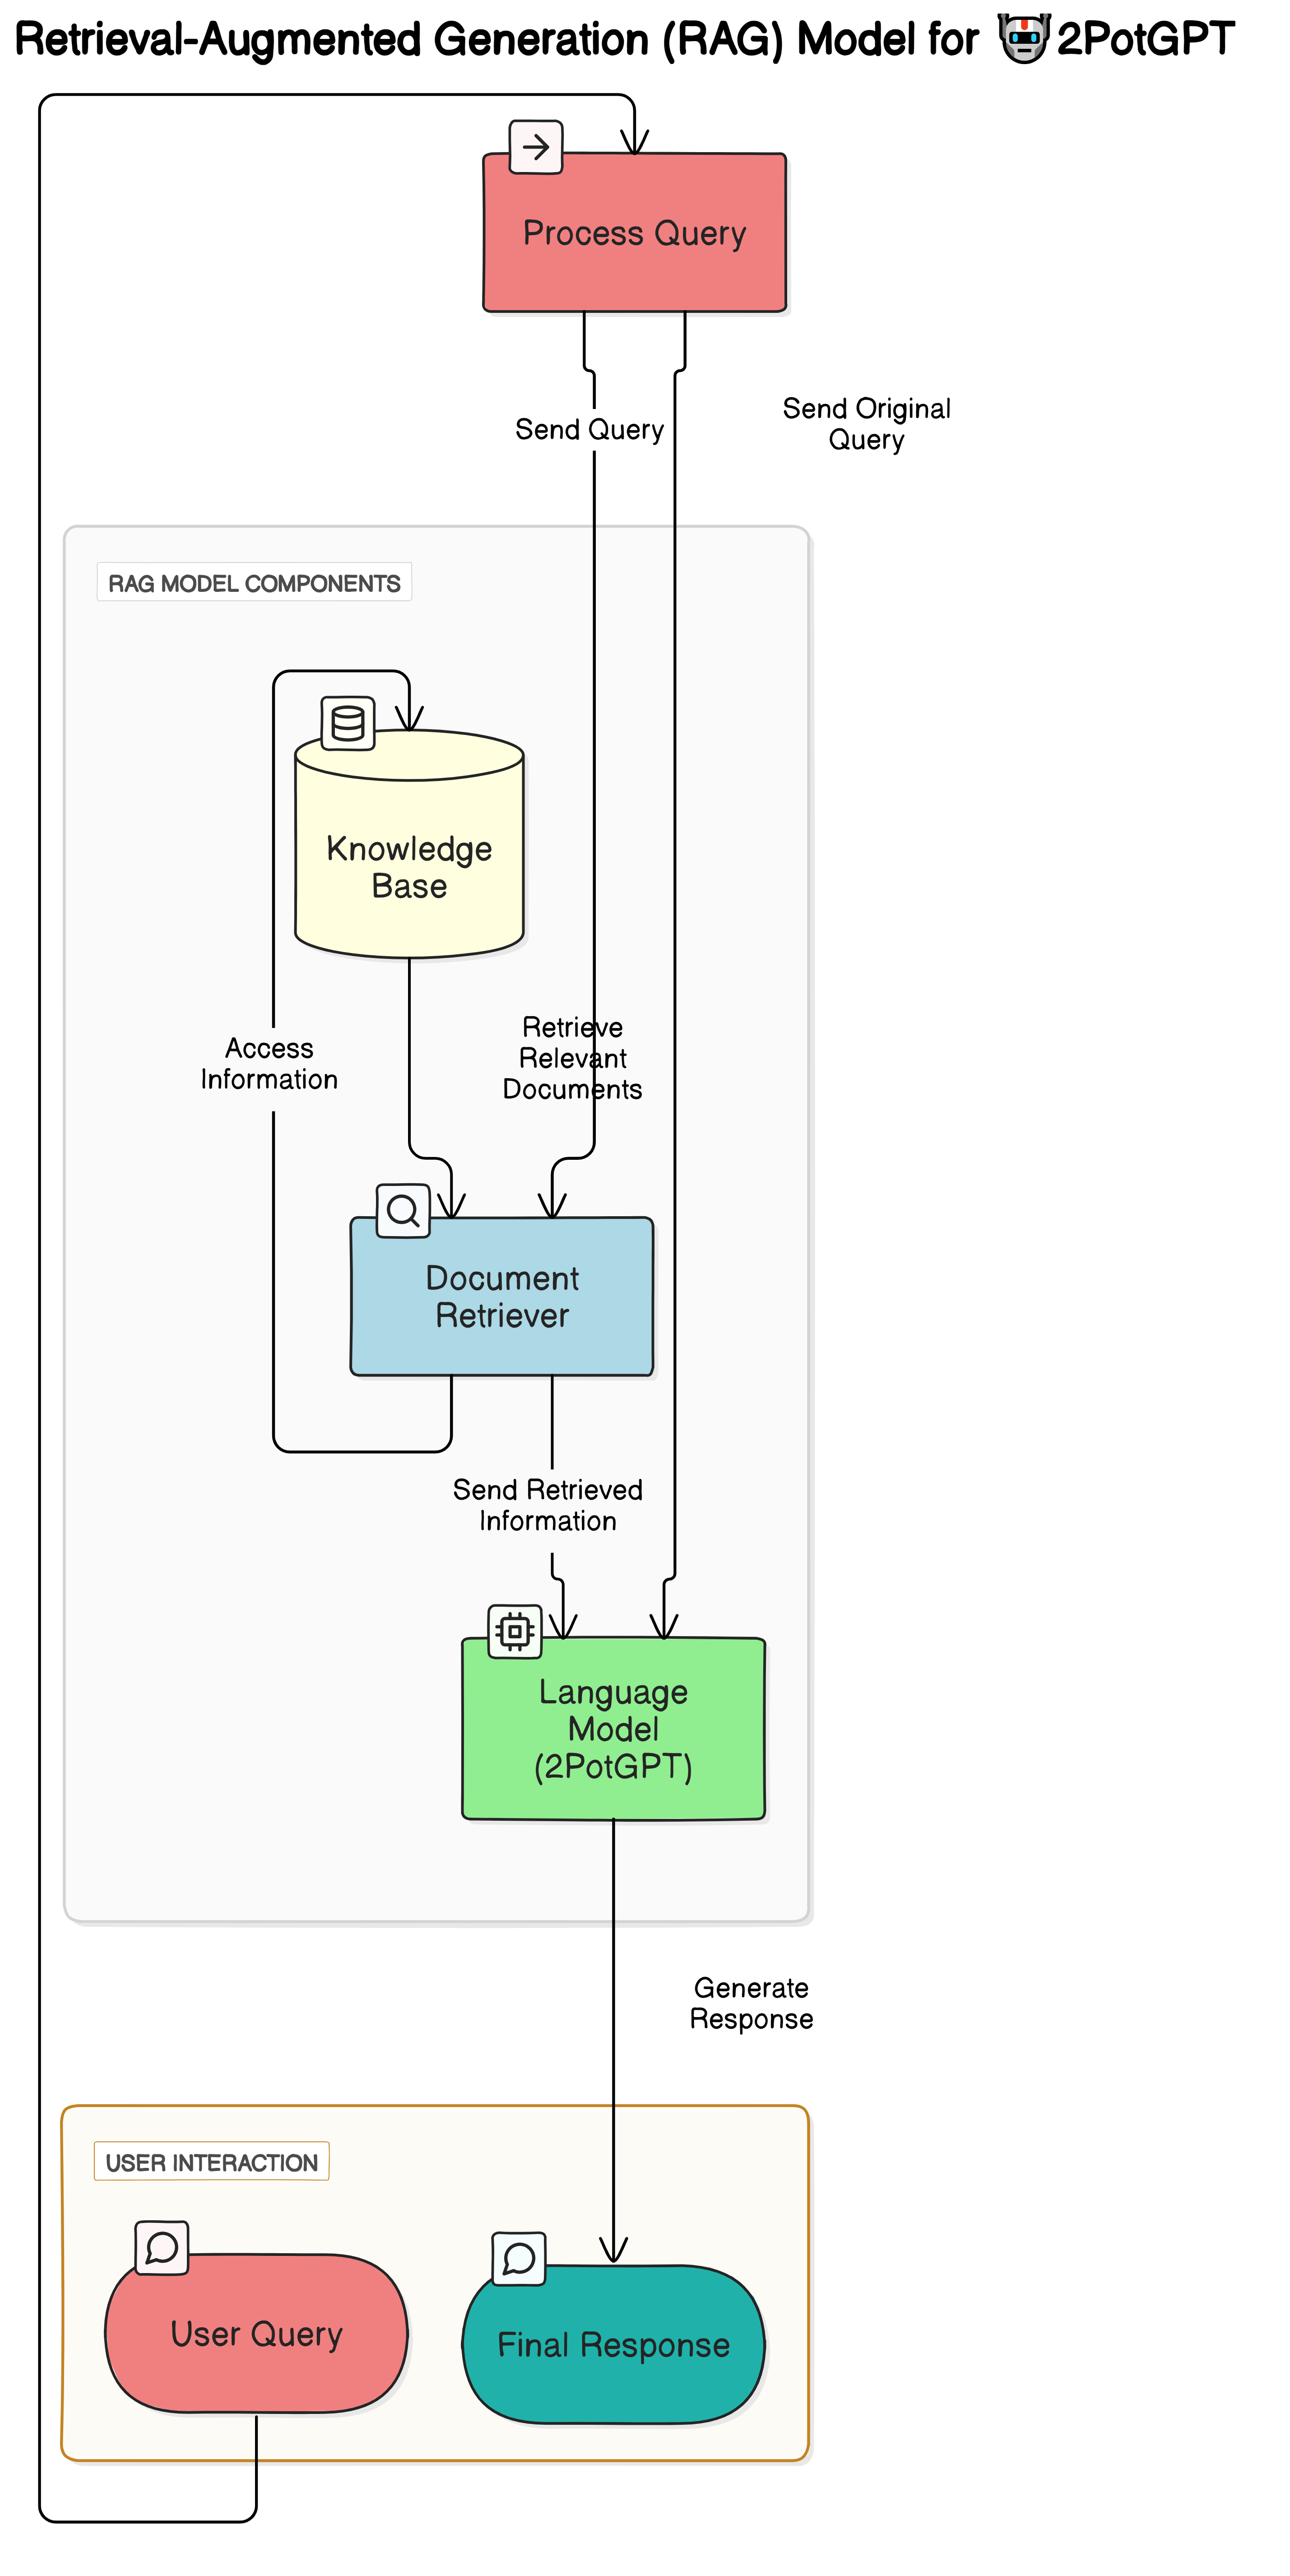 Retrieval-Augmented Generation (RAG) Model for 2PotGPT
Process Query
Send Query
Send Original
Query
RAG MODEL COMPONENTS
Knowledge
Base
Access
Information
Retrieve
Relevant
Documents
Document
Retriever
Send Retrieved
Information
Language
Model
(2PotGPT)
Generate
Response
USER INTERACTION
User Query
Final Response